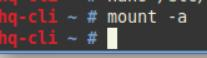 hq-cli ~ # mount -a
hq-cli ~ #